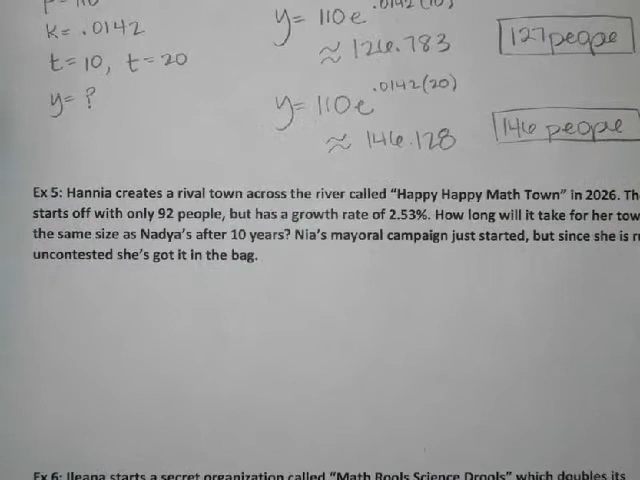 y= 110e^.0142(10)
K= .0142
≈ 126.783
127 peope
t= 10, t= 20
y= ?
y= 110e^.0142(20)
≈ 146.128
146 people
Ex 5: Hannia creates a rival town across the river called “Happy Happy Math Town” in 2026. Th
starts off with only 92 people, but has a growth rate of 2.53%. How long will it take for her tow
the same size as Nadya’s after 10 years? Nia’s mayoral campaign just started, but since she is r
uncontested she’s got it in the bag.
Ex 6: Ileana starts a secret organization called “Math Rools Science Drools” which doubles its